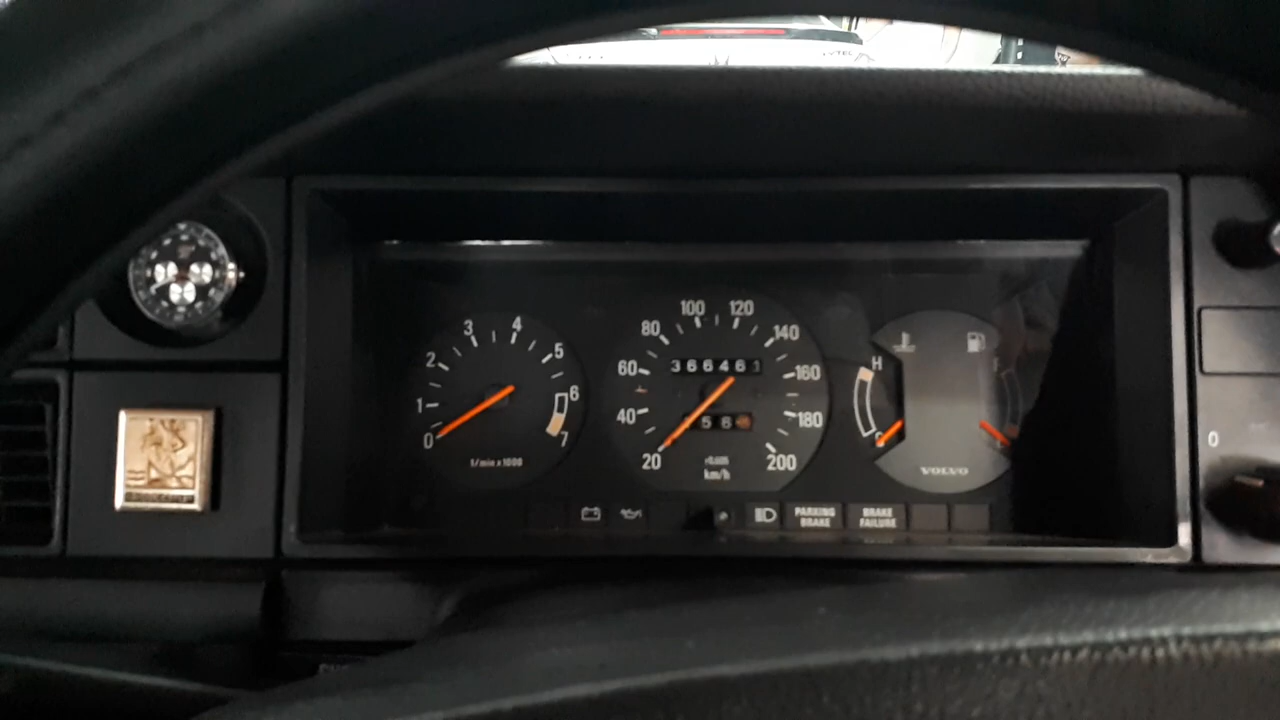 0 1 2 3 4 5 6 7
1/min x1000
20 40 60 80 100 120 140 160 180 200
366461
56
km/h
H
VOLVO
PARKING
BRAKE
BRAKE
FAILURE
0